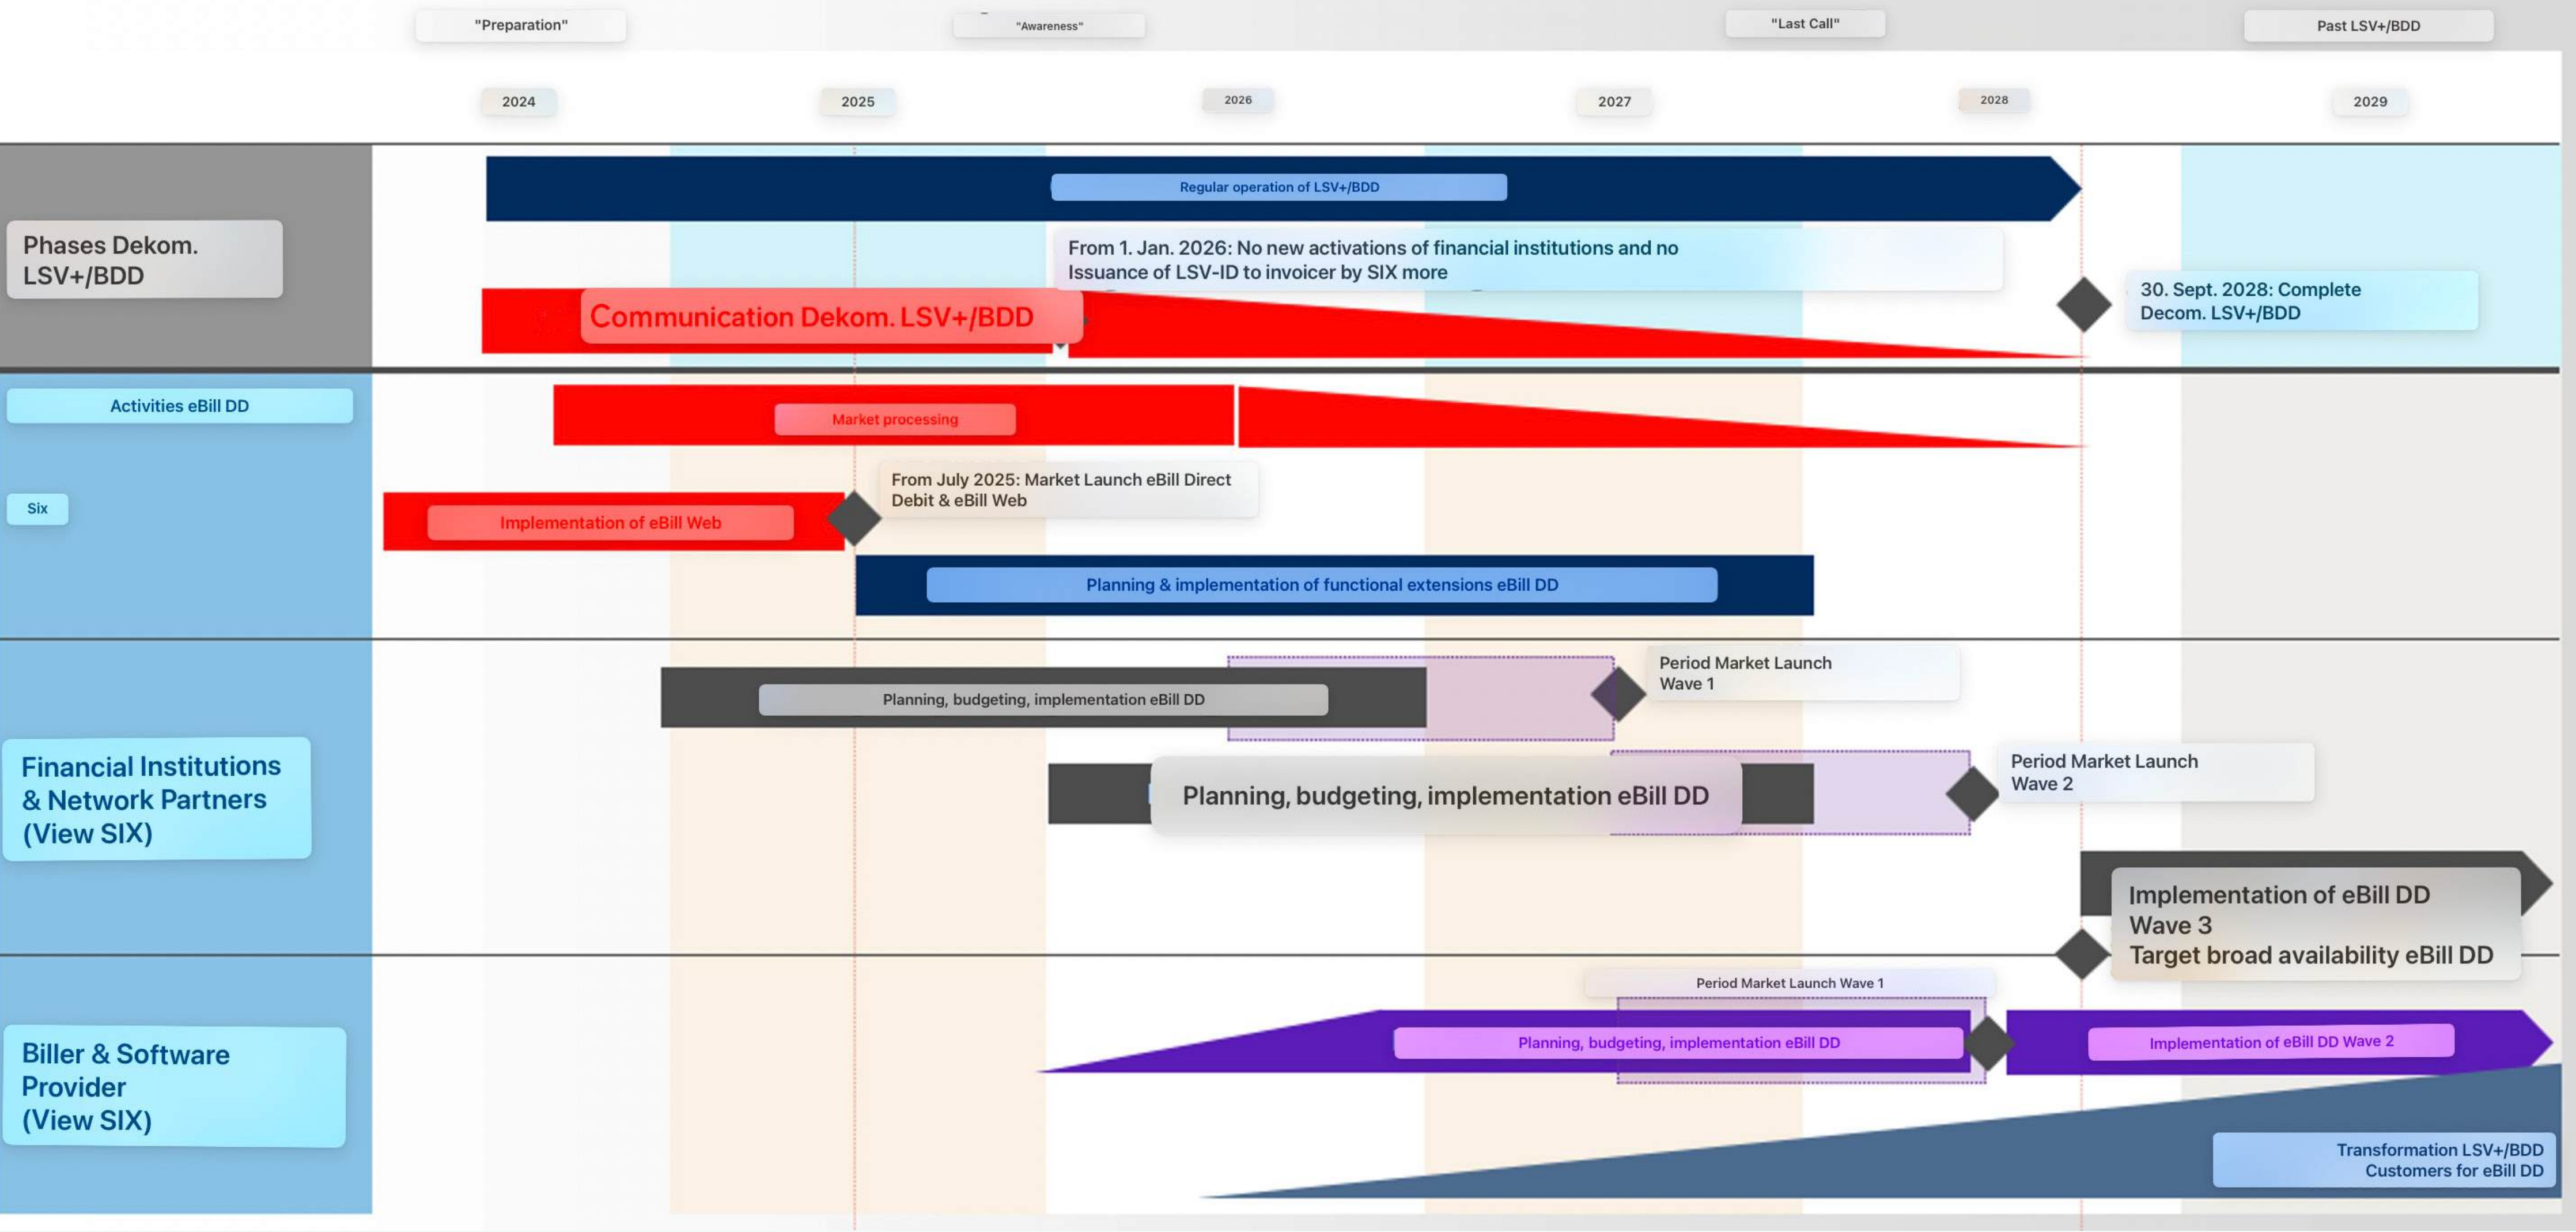 "Preparation"
"Awareness"
"Last Call"
Past LSV+/BDD
2024
2025
2026
2027
2028
2029
Phases Dekom.
LSV+/BDD
Regular operation of LSV+/BDD
From 1. Jan. 2026: No new activations of financial institutions and no
Issuance of LSV-ID to invoicer by SIX more
Communication Dekom. LSV+/BDD
30. Sept. 2028: Complete
Decom. LSV+/BDD
Activities eBill DD
Market processing
Six
From July 2025: Market Launch eBill Direct
Debit & eBill Web
Implementation of eBill Web
Planning & implementation of functional extensions eBill DD
Financial Institutions
& Network Partners
(View SIX)
Planning, budgeting, implementation eBill DD
Period Market Launch
Wave 1
Planning, budgeting, implementation eBill DD
Period Market Launch
Wave 2
Implementation of eBill DD
Wave 3
Target broad availability eBill DD
Biller & Software
Provider
(View SIX)
Period Market Launch Wave 1
Planning, budgeting, implementation eBill DD
Implementation of eBill DD Wave 2
Transformation LSV+/BDD
Customers for eBill DD